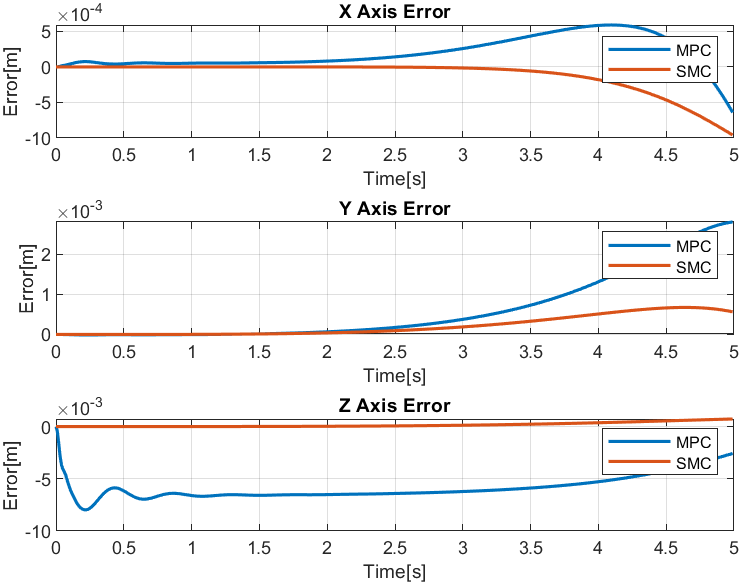 X Axis Error
×10⁻⁴
5
0
-5
-10
Error[m]
MPC
SMC
0 0.5 1 1.5 2 2.5 3 3.5 4 4.5 5
Time[s]
Y Axis Error
×10⁻³
2
1
0
Error[m]
MPC
SMC
0 0.5 1 1.5 2 2.5 3 3.5 4 4.5 5
Time[s]
Z Axis Error
×10⁻³
0
-5
-10
Error[m]
MPC
SMC
0 0.5 1 1.5 2 2.5 3 3.5 4 4.5 5
Time[s]